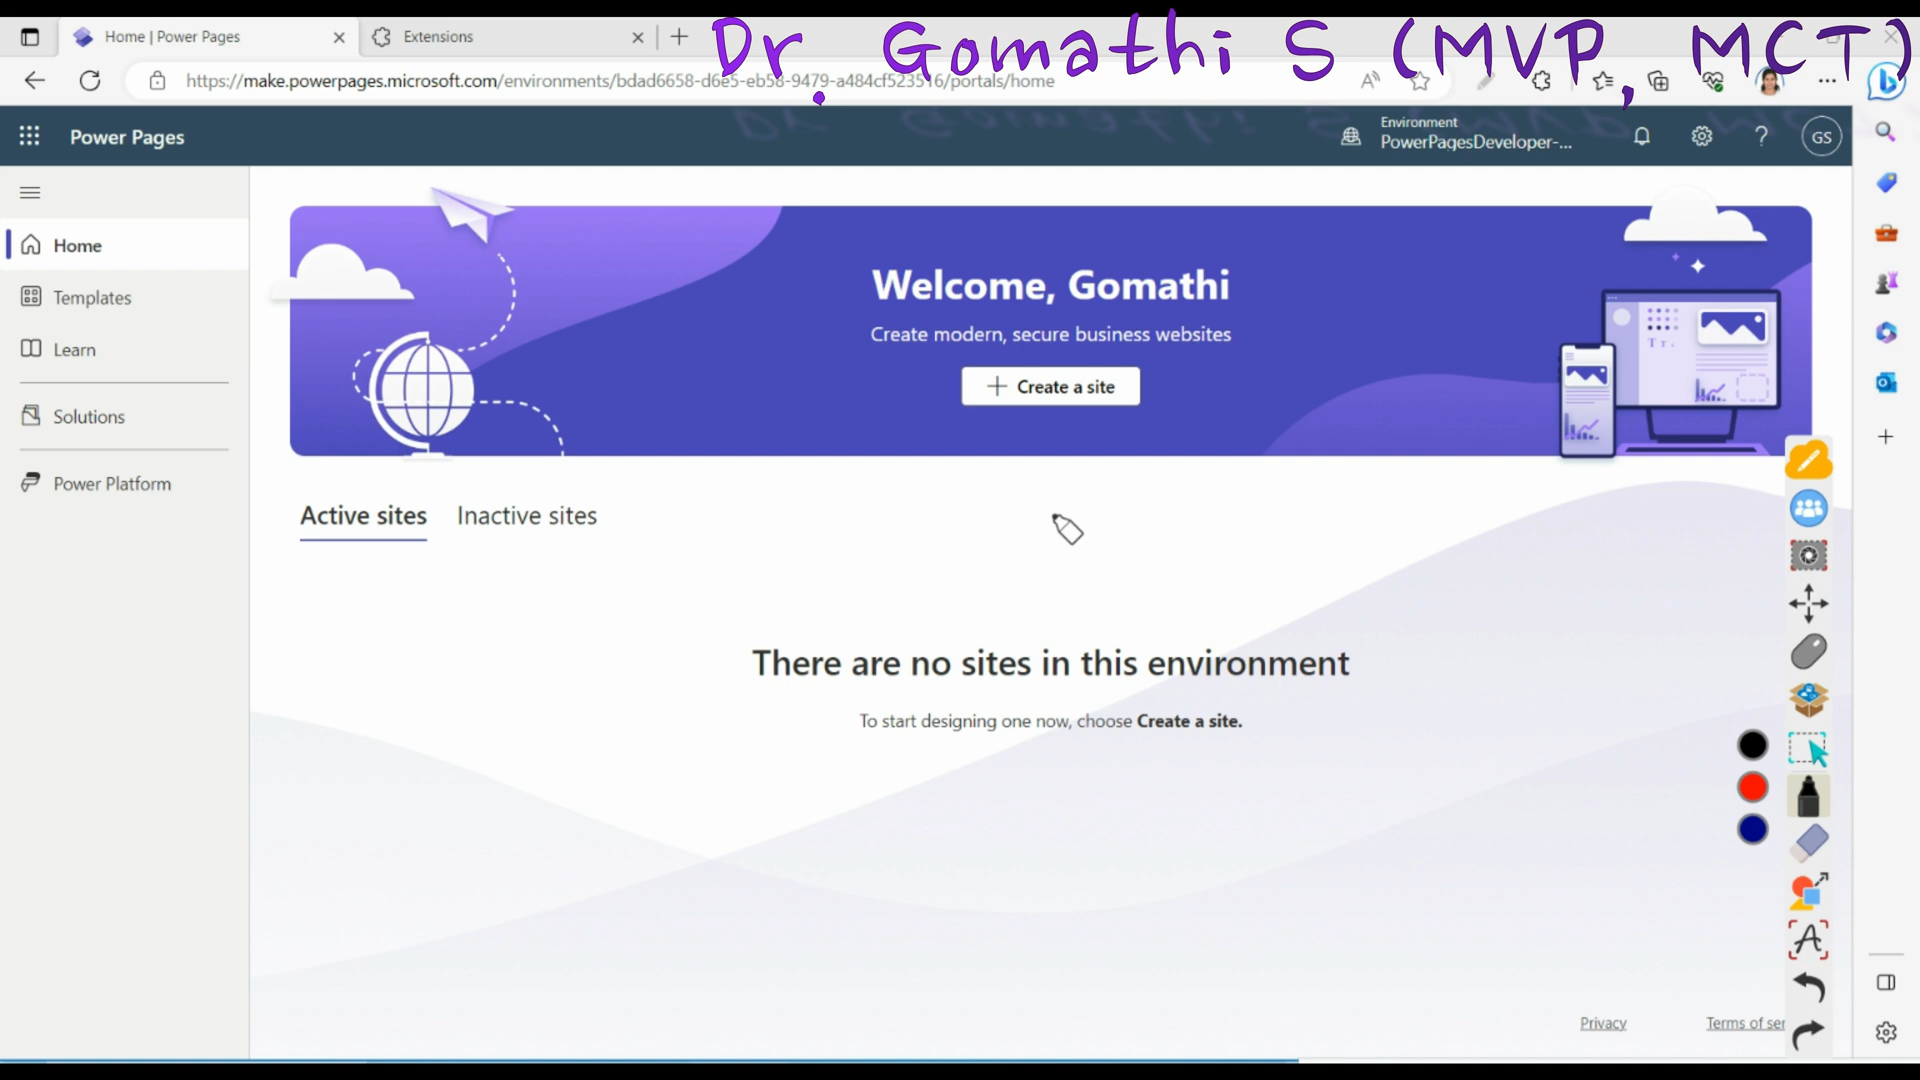 Home | Power Pages
Extensions
Dr. Gomathi S (MVP, MCT)
https://make.powerpages.microsoft.com/environments/bdad6658-d6e5-eb58-9479-a484cf523516/portals/home
Power Pages
Environment
PowerPagesDeveloper-...
GS
Home
Templates
Learn
Solutions
Power Platform
Welcome, Gomathi
Create modern, secure business websites
Create a site
Active sites
Inactive sites
There are no sites in this environment
To start designing one now, choose Create a site.
Privacy
Terms of ser